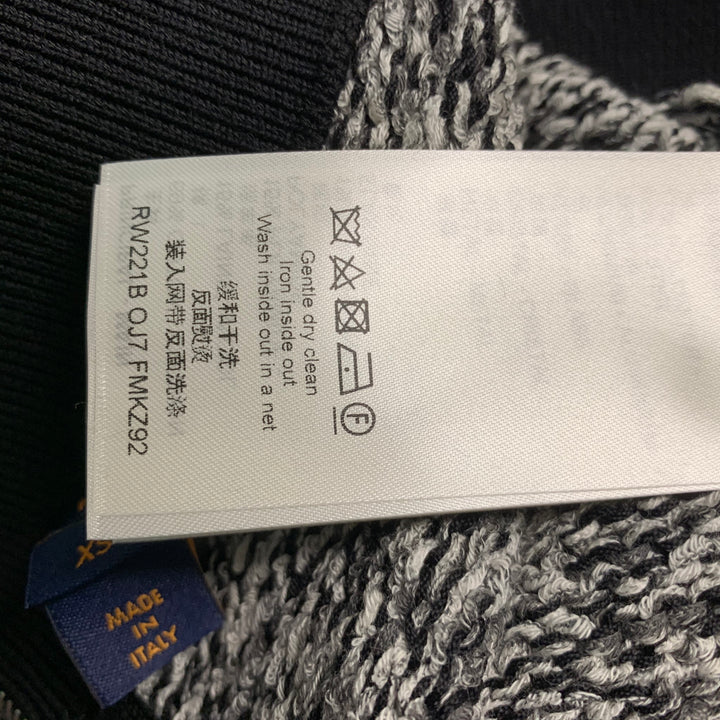 Gentle dry clean
Iron inside out
Wash inside out in a net
缓和干洗
反面熨烫
装入网带反面洗涤
RW221B OJ7 FMKZ92
F
XS
MADE
IN
ITALY